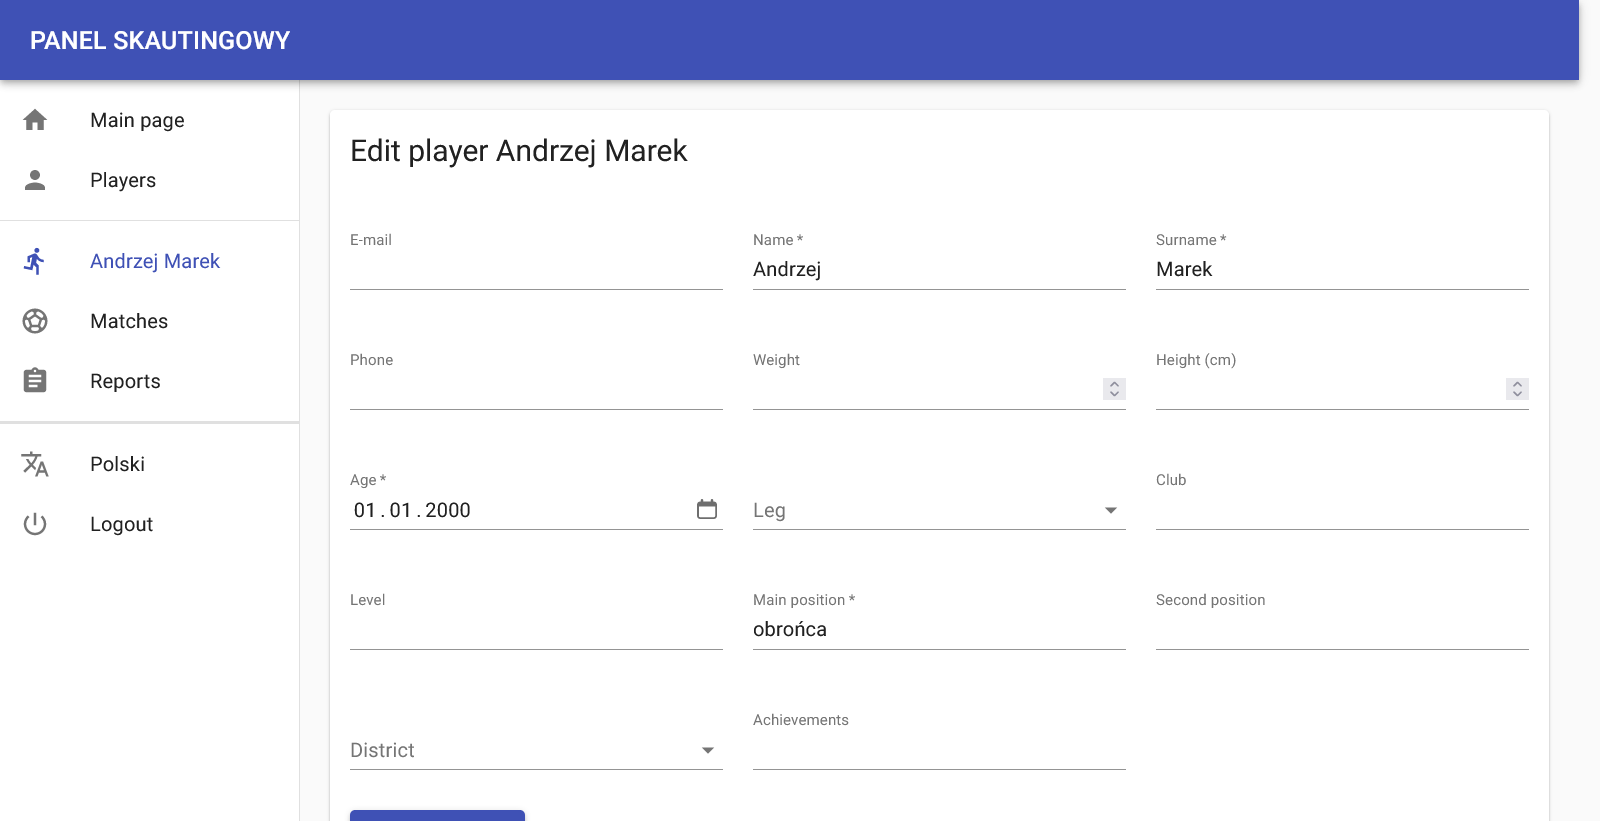 PANEL SKAUTINGOWY
Main page
Players
Andrzej Marek
Matches
Reports
Polski
Logout
Edit player Andrzej Marek
E-mail
Name *
Andrzej
Surname *
Marek
Phone
Weight
Height (cm)
Age *
01.01.2000
Leg
Club
Level
Main position *
obrońca
Second position
District
Achievements